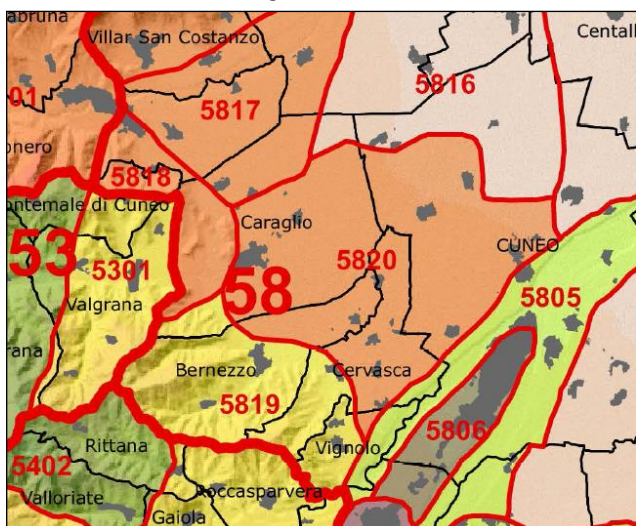 abruna
Villar San Costanzo
Centall
01
5817
5816
onero
5818
ontemale di Cuneo
Caraglio
CUNEO
53
5301
5820
58
5805
Valgrana
rana
Bernezzo
Cervasca
5819
5806
Rittana
Vignolo
5402
Valloriate
Roccasparvera
Gaiola